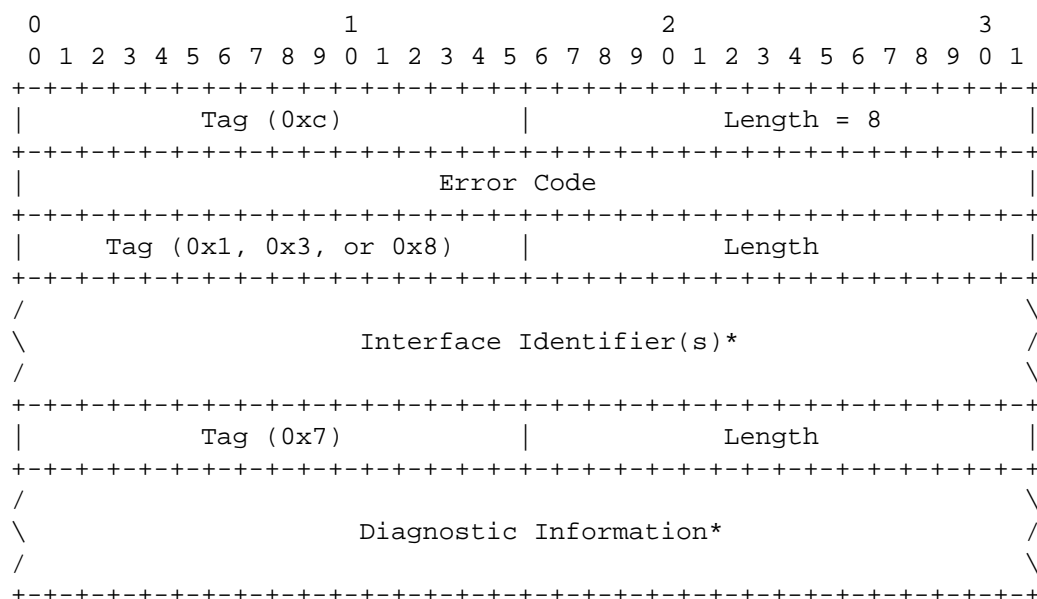 0                   1                   2                   3
 0 1 2 3 4 5 6 7 8 9 0 1 2 3 4 5 6 7 8 9 0 1 2 3 4 5 6 7 8 9 0 1
+-+-+-+-+-+-+-+-+-+-+-+-+-+-+-+-+-+-+-+-+-+-+-+-+-+-+-+-+-+-+-+-+
|           Tag (0xc)           |            Length = 8         |
+-+-+-+-+-+-+-+-+-+-+-+-+-+-+-+-+-+-+-+-+-+-+-+-+-+-+-+-+-+-+-+-+
|                          Error Code                           |
+-+-+-+-+-+-+-+-+-+-+-+-+-+-+-+-+-+-+-+-+-+-+-+-+-+-+-+-+-+-+-+-+
|     Tag (0x1, 0x3, or 0x8)    |            Length             |
+-+-+-+-+-+-+-+-+-+-+-+-+-+-+-+-+-+-+-+-+-+-+-+-+-+-+-+-+-+-+-+-+
/                                                               \
\                     Interface Identifier(s)*                  /
/                                                               \
+-+-+-+-+-+-+-+-+-+-+-+-+-+-+-+-+-+-+-+-+-+-+-+-+-+-+-+-+-+-+-+-+
|           Tag (0x7)           |            Length             |
+-+-+-+-+-+-+-+-+-+-+-+-+-+-+-+-+-+-+-+-+-+-+-+-+-+-+-+-+-+-+-+-+
/                                                               \
\                     Diagnostic Information*                   /
/                                                               \
+-+-+-+-+-+-+-+-+-+-+-+-+-+-+-+-+-+-+-+-+-+-+-+-+-+-+-+-+-+-+-+-+